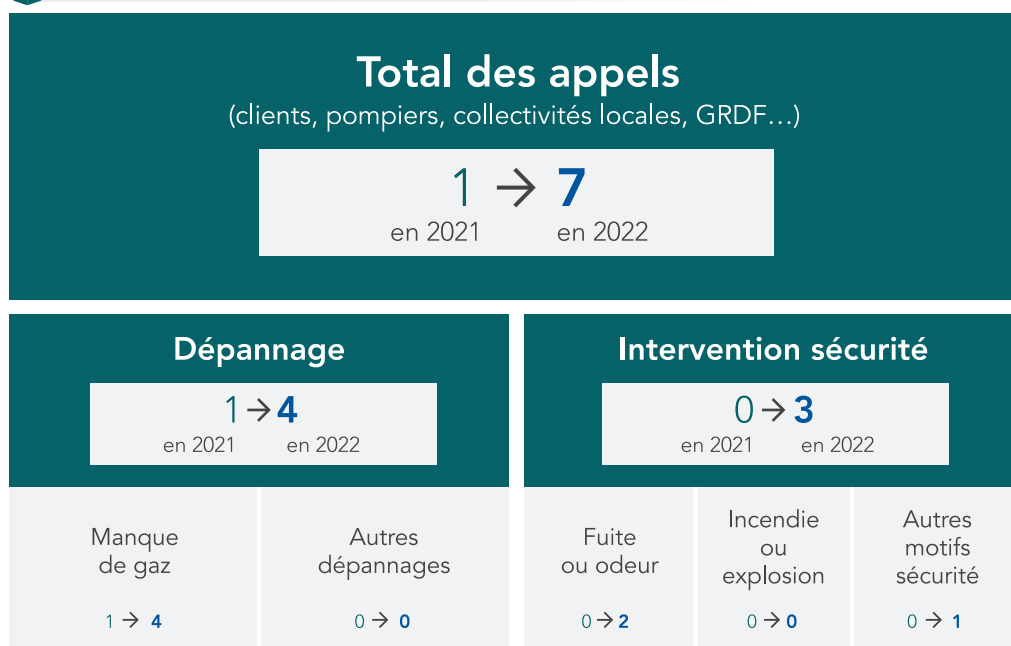 Total des appels
(clients, pompiers, collectivités locales, GRDF...)
1 → 7
en 2021 en 2022
Dépannage
1 → 4
en 2021 en 2022
Intervention sécurité
0 → 3
en 2021 en 2022
Manque
de gaz
1 → 4
Autres
dépannages
0 → 0
Fuite
ou odeur
0 → 2
Incendie
ou
explosion
0 → 0
Autres
motifs
sécurité
0 → 1